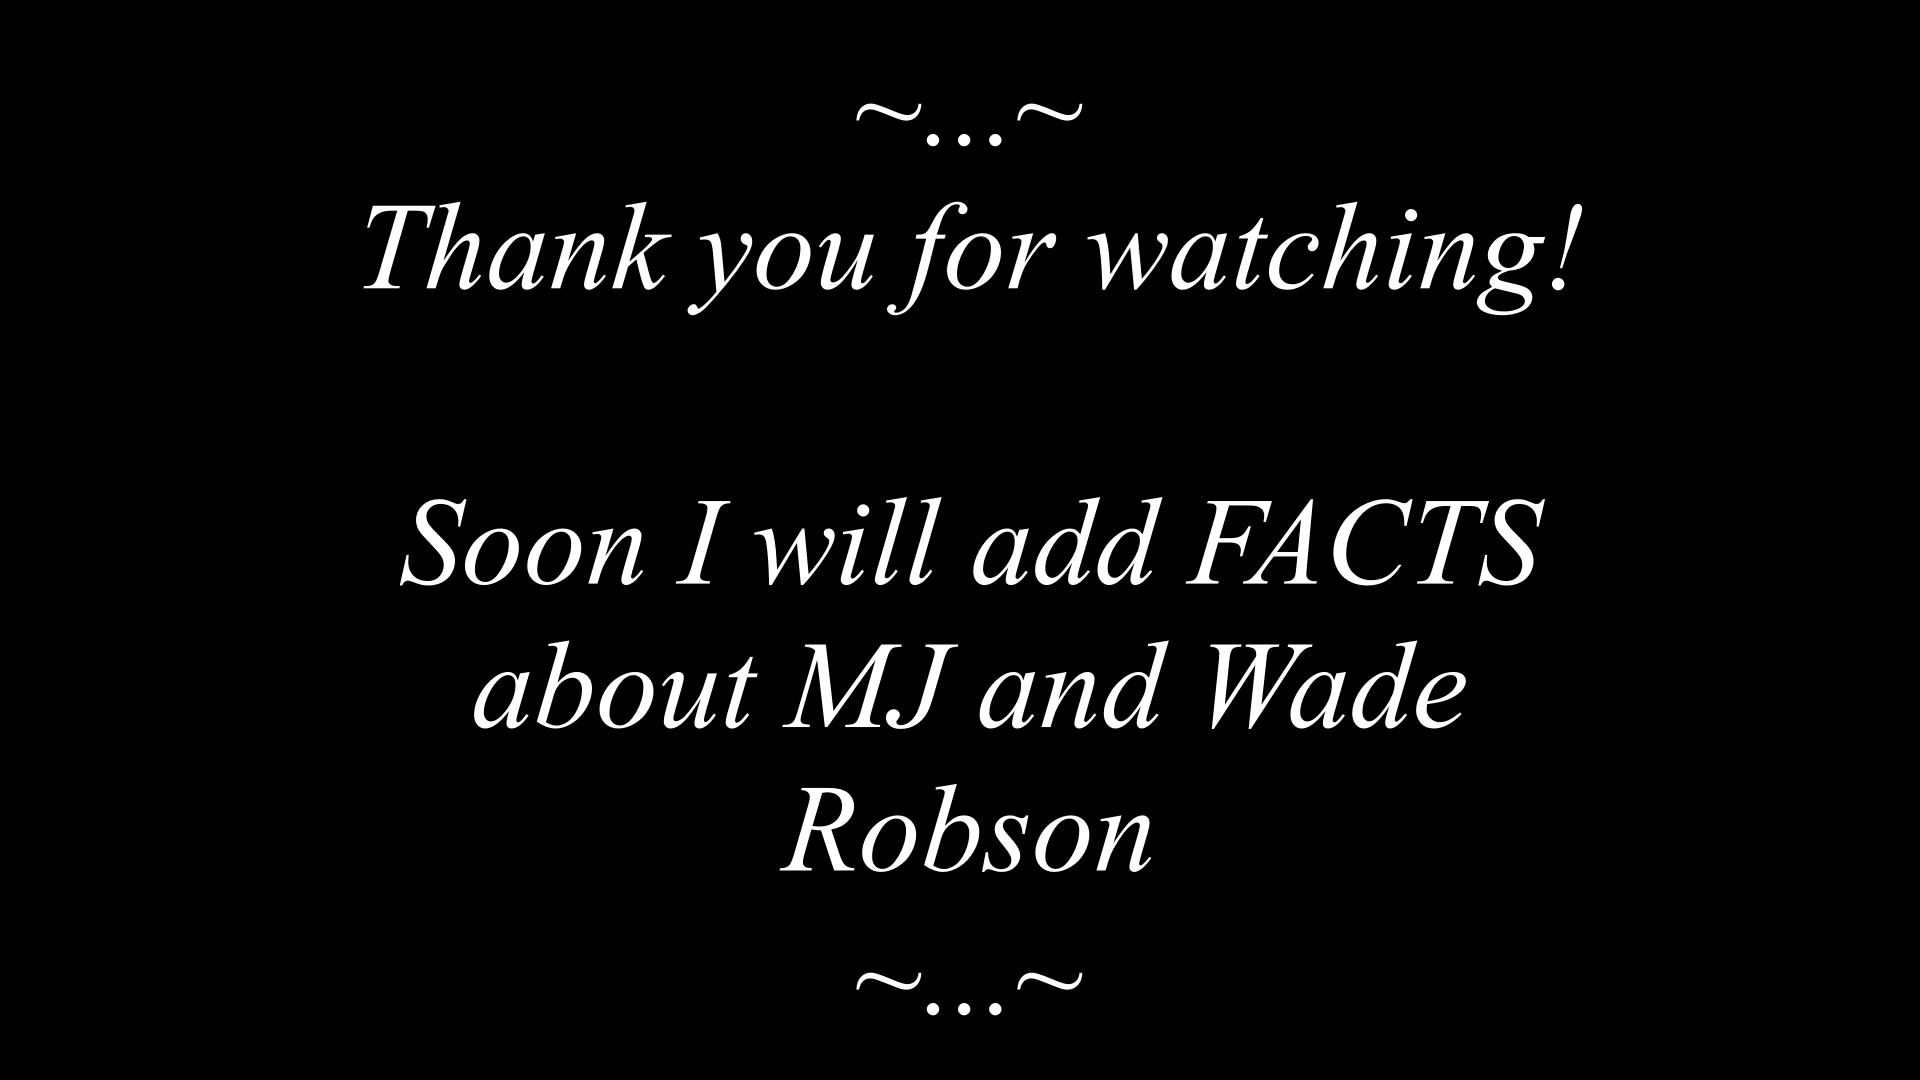 ~...~
Thank you for watching!
Soon I will add FACTS
about MJ and Wade
Robson
~...~